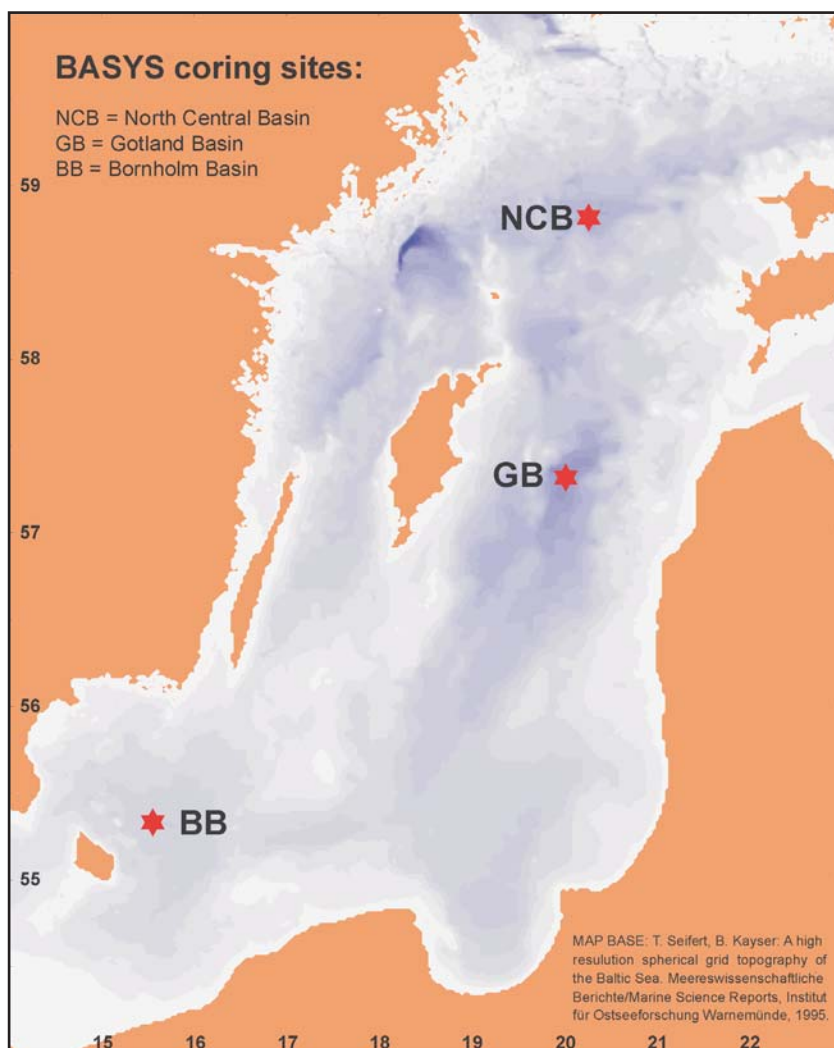 BASYS coring sites:
NCB = North Central Basin
GB = Gotland Basin
BB = Bornholm Basin
59
NCB
58
GB
57
56
BB
55
MAP BASE: T. Seifert, B. Kayser: A high
resulution spherical grid topography of
the Baltic Sea. Meereswissenschaftliche
Berichte/Marine Science Reports, Institut
für Ostseeforschung Warnemünde, 1995.
15 16 17 18 19 20 21 22